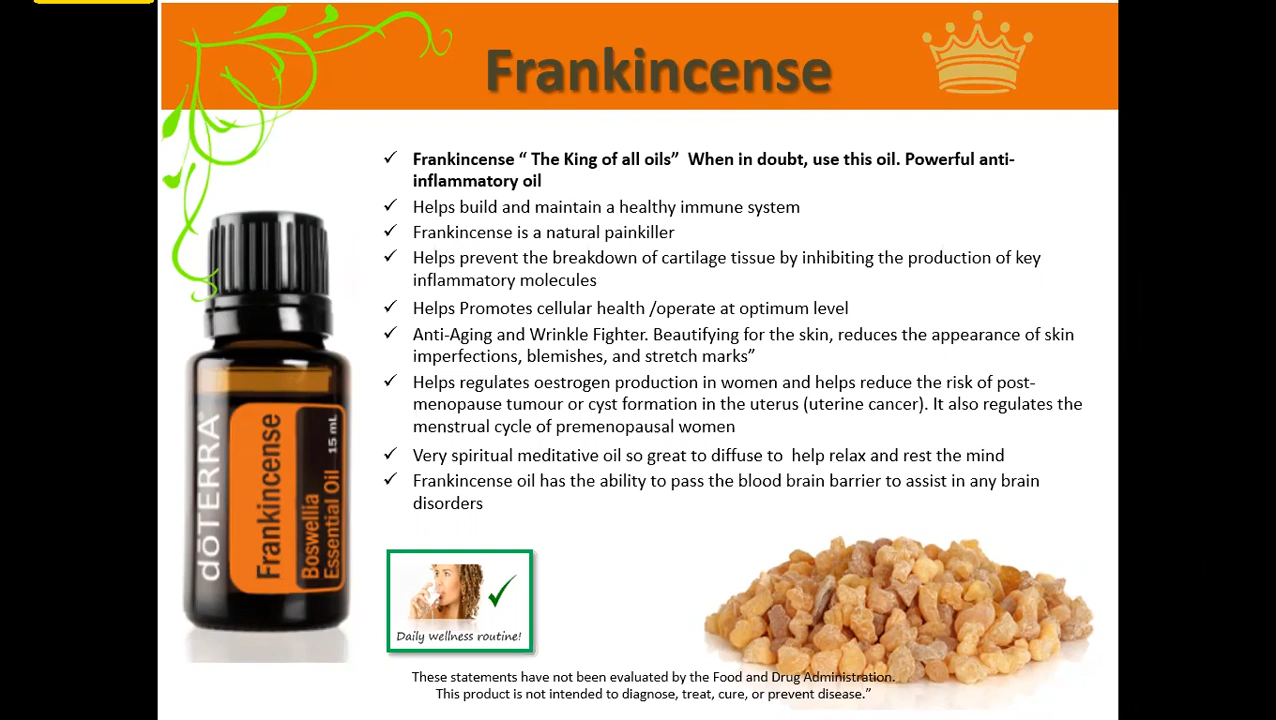 Frankincense
Frankincense “ The King of all oils” When in doubt, use this oil. Powerful anti-
inflammatory oil
Helps build and maintain a healthy immune system
Frankincense is a natural painkiller
Helps prevent the breakdown of cartilage tissue by inhibiting the production of key
inflammatory molecules
Helps Promotes cellular health /operate at optimum level
Anti-Aging and Wrinkle Fighter. Beautifying for the skin, reduces the appearance of skin
imperfections, blemishes, and stretch marks”
Helps regulates oestrogen production in women and helps reduce the risk of post-
menopause tumour or cyst formation in the uterus (uterine cancer). It also regulates the
menstrual cycle of premenopausal women
Very spiritual meditative oil so great to diffuse to help relax and rest the mind
Frankincense oil has the ability to pass the blood brain barrier to assist in any brain
disorders
dōTERRA®
Frankincense
Boswellia
Essential Oil 15 mL
Daily wellness routine!
These statements have not been evaluated by the Food and Drug Administration.
This product is not intended to diagnose, treat, cure, or prevent disease.”